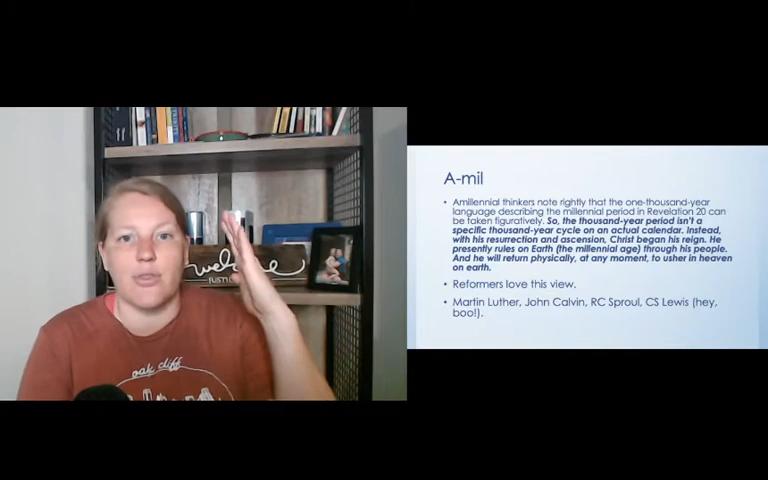 welcome
JUSTIC
oak cliff
A-mil
• Amillennial thinkers note rightly that the one-thousand-year
language describing the millennial period in Revelation 20 can
be taken figuratively. So, the thousand-year period isn't a
specific thousand-year cycle on an actual calendar. Instead,
with his resurrection and ascension, Christ began his reign. He
presently rules on Earth (the millennial age) through his people.
And he will return physically, at any moment, to usher in heaven
on earth.
• Reformers love this view.
• Martin Luther, John Calvin, RC Sproul, CS Lewis (hey,
boo!).